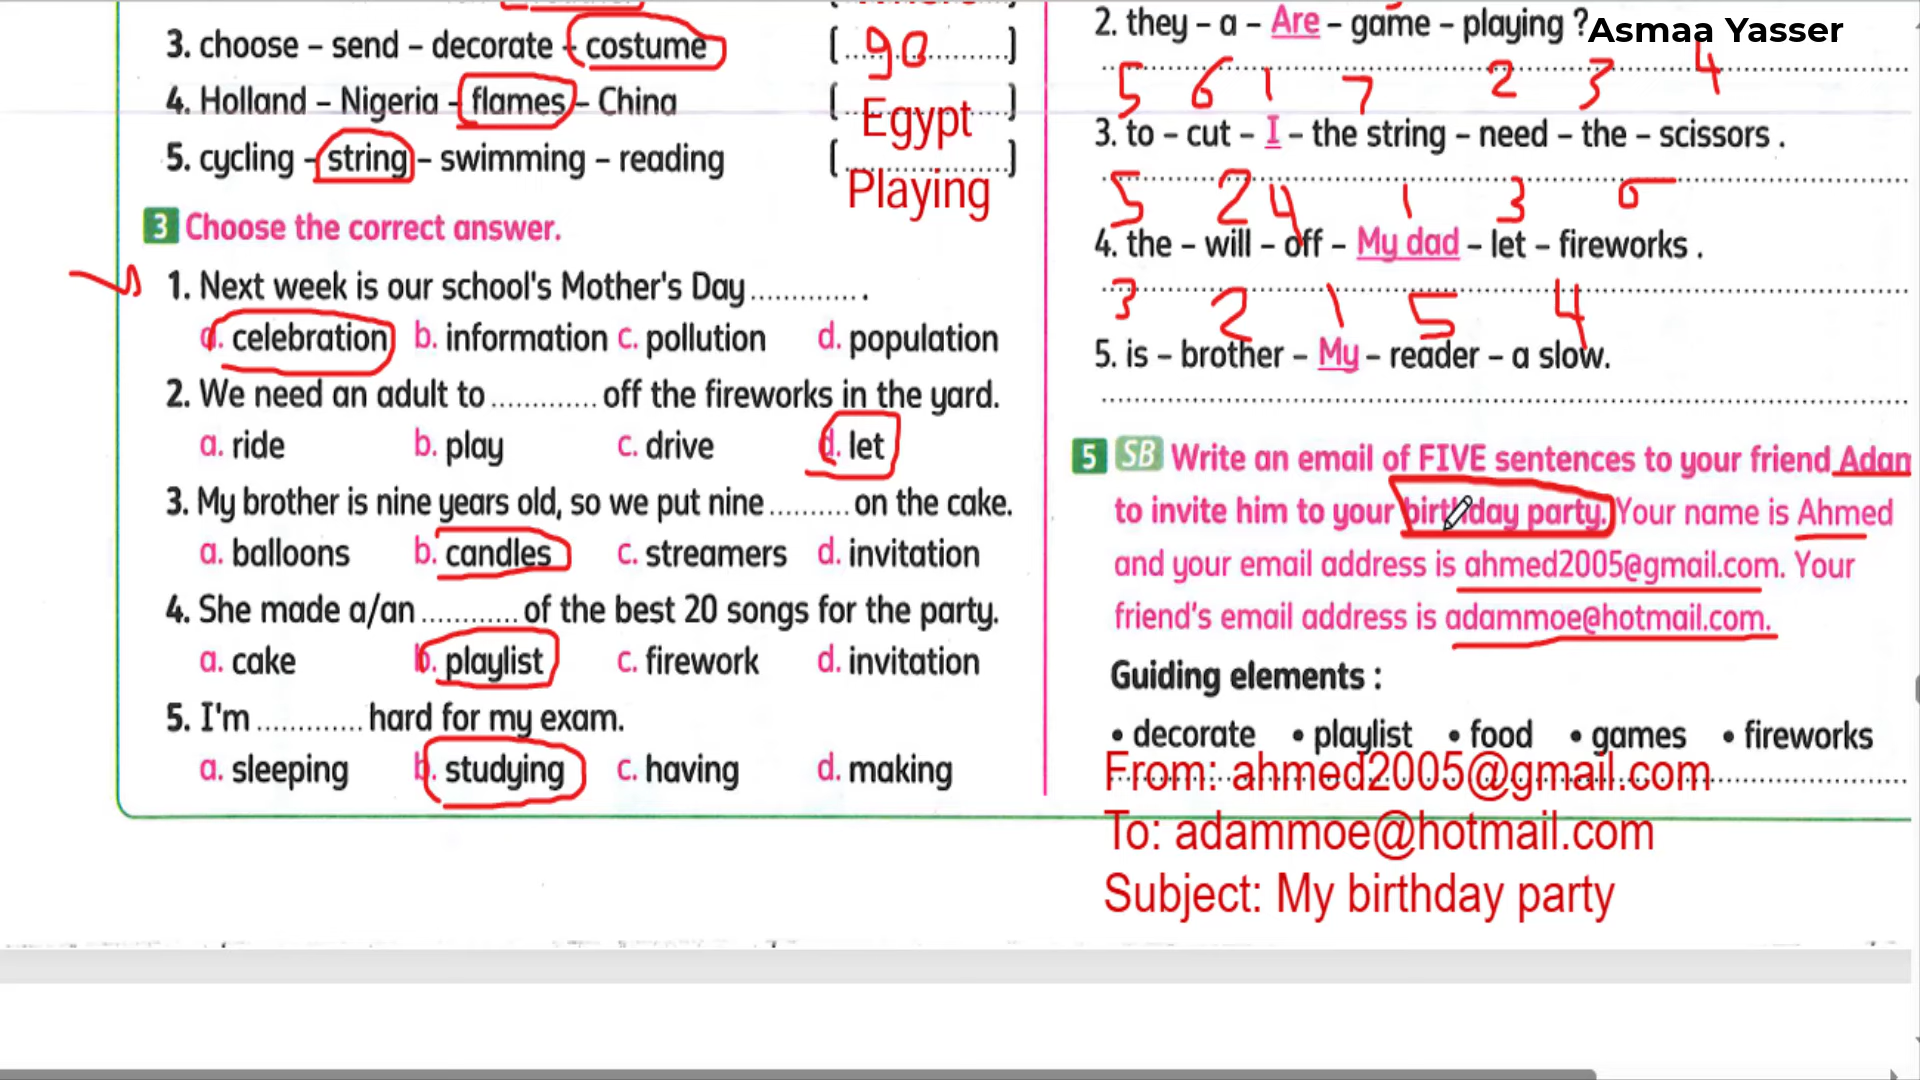 3. choose – send – decorate – costume [ go ]
4. Holland – Nigeria – flames – China [ Egypt ]
5. cycling – string – swimming – reading [ Playing ]
3 Choose the correct answer.
1. Next week is our school's Mother's Day ............. .
a. celebration b. information c. pollution d. population
2. We need an adult to ............. off the fireworks in the yard.
a. ride b. play c. drive d. let
3. My brother is nine years old, so we put nine .......... on the cake.
a. balloons b. candles c. streamers d. invitation
4. She made a/an ............ of the best 20 songs for the party.
a. cake b. playlist c. firework d. invitation
5. I'm ............. hard for my exam.
a. sleeping b. studying c. having d. making
2. they – a – Are – game – playing ?
Asmaa Yasser
5 6 1 7 2 3 4
3. to – cut – I – the string – need – the – scissors .
5 2 4 1 3 6
4. the – will – off – My dad – let – fireworks .
3 2 1 5 4
5. is – brother – My – reader – a slow.
5 SB Write an email of FIVE sentences to your friend Adam
to invite him to your birthday party. Your name is Ahmed
and your email address is ahmed2005@gmail.com. Your
friend's email address is adammoe@hotmail.com.
Guiding elements :
• decorate • playlist • food • games • fireworks
From: ahmed2005@gmail.com
To: adammoe@hotmail.com
Subject: My birthday party